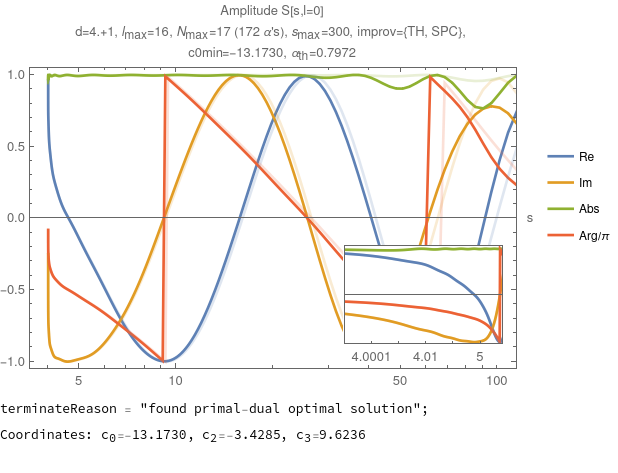 Amplitude S[s,l=0]
d=4.+1, lmax=16, Nmax=17 (172 α's), smax=300, improv={TH, SPC},
c0min=-13.1730, αth=0.7972
1.0
0.5
0.0
-0.5
-1.0
5
10
50
100
s
4.0001
4.01
5
Re
Im
Abs
Arg/π
terminateReason = "found primal-dual optimal solution";
Coordinates: c0=-13.1730, c2=-3.4285, c3=9.6236